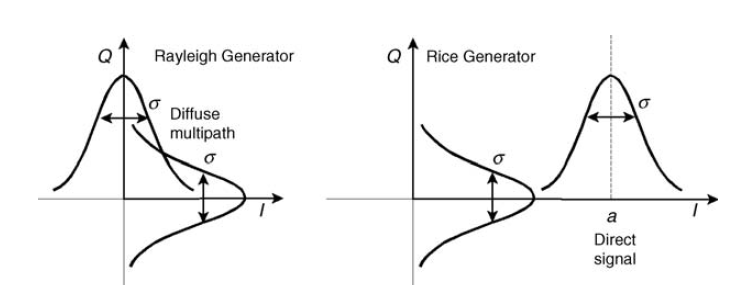 Q
Rayleigh Generator
σ
Diffuse
multipath
σ
I
Q
Rice Generator
σ
σ
a
I
Direct
signal